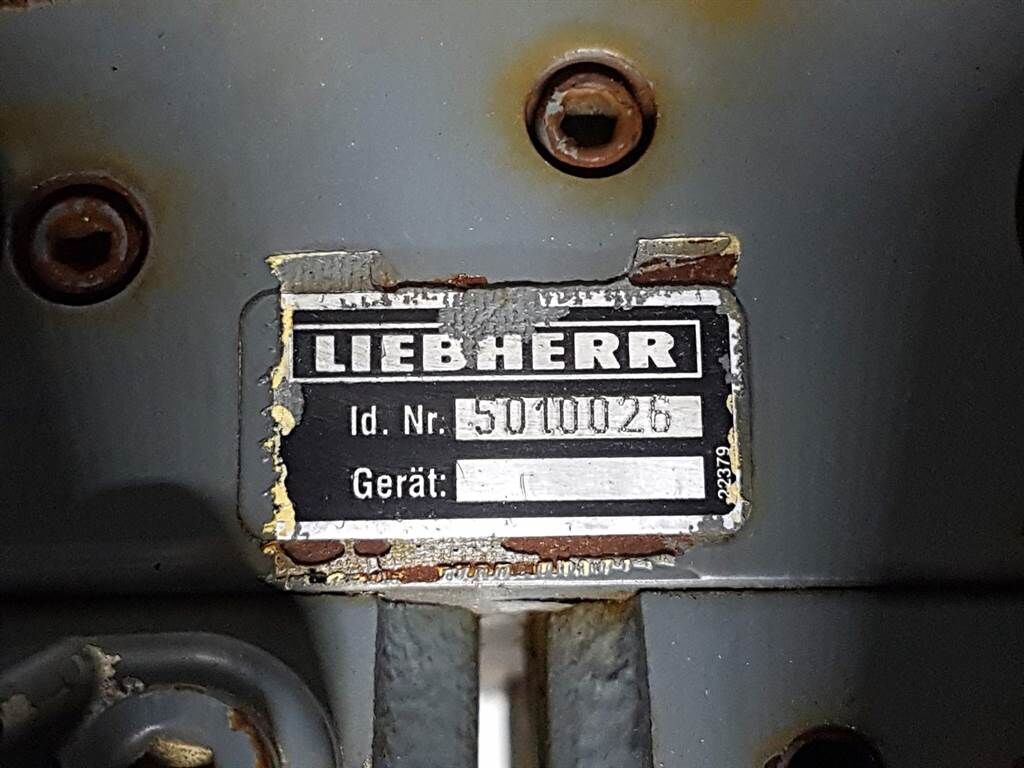 LIEBHERR
Id. Nr. 5010026
Gerät:
22379